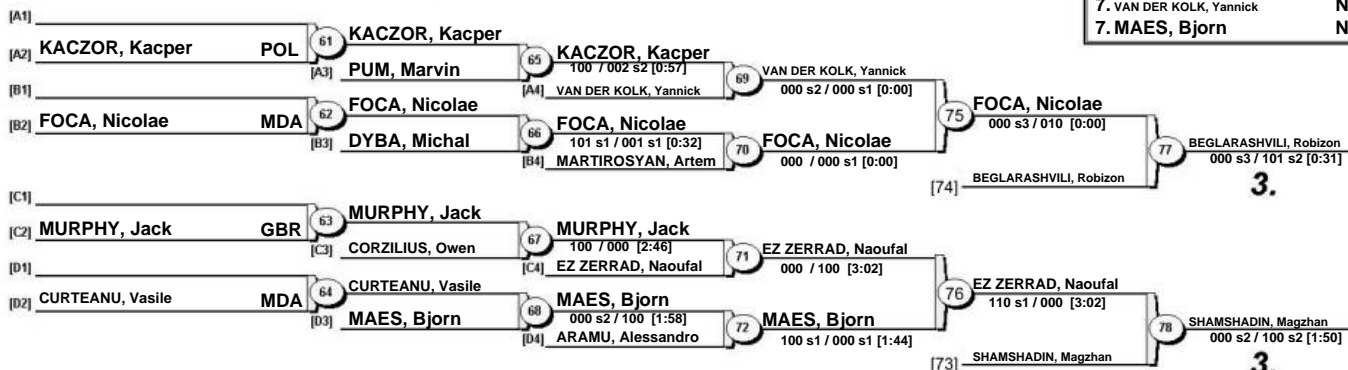 7. VAN DER KOLK, Yannick N
7. MAES, Bjorn N
[A1]
[A2] KACZOR, Kacper POL
61
KACZOR, Kacper
[A3] PUM, Marvin
65
KACZOR, Kacper
100 / 002 s2 [0:57]
[A4] VAN DER KOLK, Yannick
69
VAN DER KOLK, Yannick
000 s2 / 000 s1 [0:00]
[B1]
[B2] FOCA, Nicolae MDA
62
FOCA, Nicolae
[B3] DYBA, Michal
66
FOCA, Nicolae
101 s1 / 001 s1 [0:32]
[B4] MARTIROSYAN, Artem
70
FOCA, Nicolae
000 / 000 s1 [0:00]
75
FOCA, Nicolae
000 s3 / 010 [0:00]
[74] BEGLARASHVILI, Robizon
77
BEGLARASHVILI, Robizon
000 s3 / 101 s2 [0:31]
3.
[C1]
[C2] MURPHY, Jack GBR
63
MURPHY, Jack
[C3] CORZILIUS, Owen
67
MURPHY, Jack
100 / 000 [2:46]
[C4] EZ ZERRAD, Naoufal
71
EZ ZERRAD, Naoufal
000 / 100 [3:02]
[D1]
[D2] CURTEANU, Vasile MDA
64
CURTEANU, Vasile
[D3] MAES, Bjorn
68
MAES, Bjorn
000 s2 / 100 [1:58]
[D4] ARAMU, Alessandro
72
MAES, Bjorn
100 s1 / 000 s1 [1:44]
76
EZ ZERRAD, Naoufal
110 s1 / 000 [3:02]
[73] SHAMSHADIN, Magzhan
78
SHAMSHADIN, Magzhan
000 s2 / 100 s2 [1:50]
3.